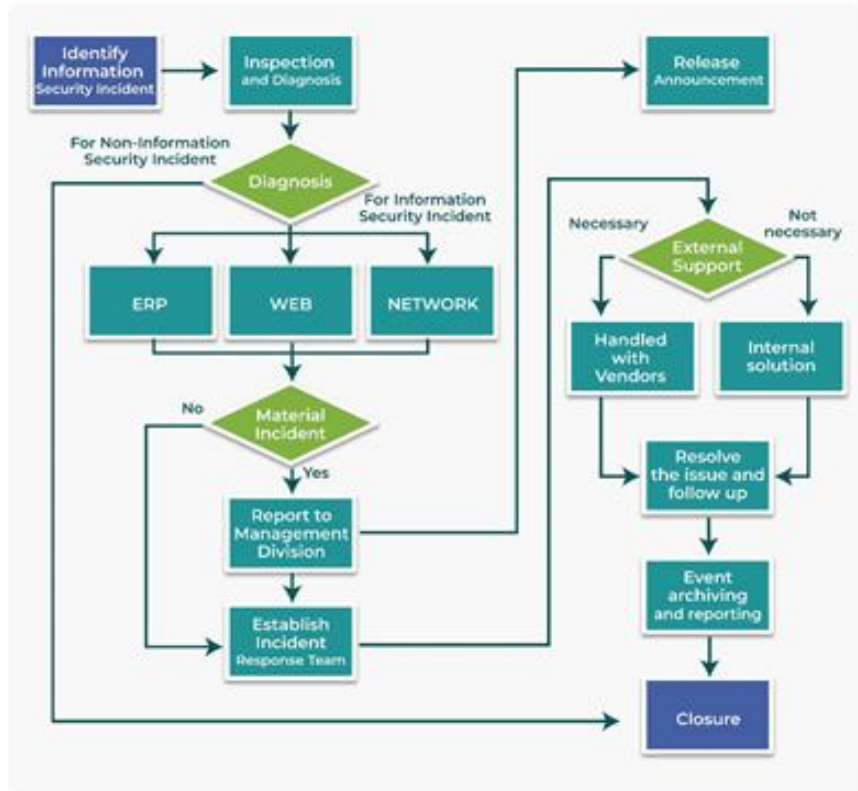 Identify
Information
Security Incident
Inspection
and Diagnosis
Release
Announcement
For Non-Information
Security Incident
Diagnosis
For Information
Security Incident
Necessary
Not
necessary
External
Support
ERP
WEB
NETWORK
Handled
with
Vendors
Internal
solution
No
Material
Incident
Yes
Resolve
the issue and
follow up
Report to
Management
Division
Event
archiving
and reporting
Establish
Incident
Response Team
Closure